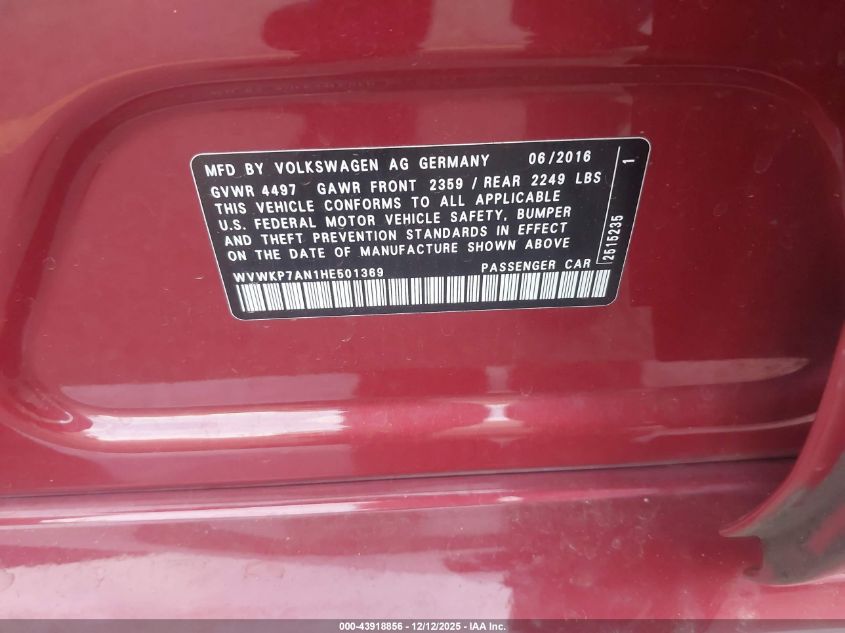 MFD BY VOLKSWAGEN AG GERMANY 06/2016
GVWR 4497 GAWR FRONT 2359 / REAR 2249 LBS
THIS VEHICLE CONFORMS TO ALL APPLICABLE
U.S. FEDERAL MOTOR VEHICLE SAFETY, BUMPER
AND THEFT PREVENTION STANDARDS IN EFFECT
ON THE DATE OF MANUFACTURE SHOWN ABOVE
WVWKP7AN1HE501369 PASSENGER CAR
2515235 1
000-43918856 - 12/12/2025 - IAA Inc.